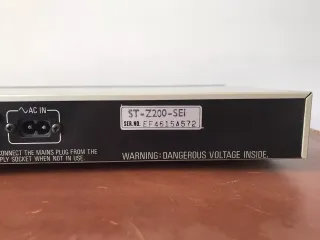 AC IN
ST-Z200-SEi
SER.NO. EF4515A572
CONNECT THE MAINS PLUG FROM THE
PLY SOCKET WHEN NOT IN USE.
WARNING: DANGEROUS VOLTAGE INSIDE.